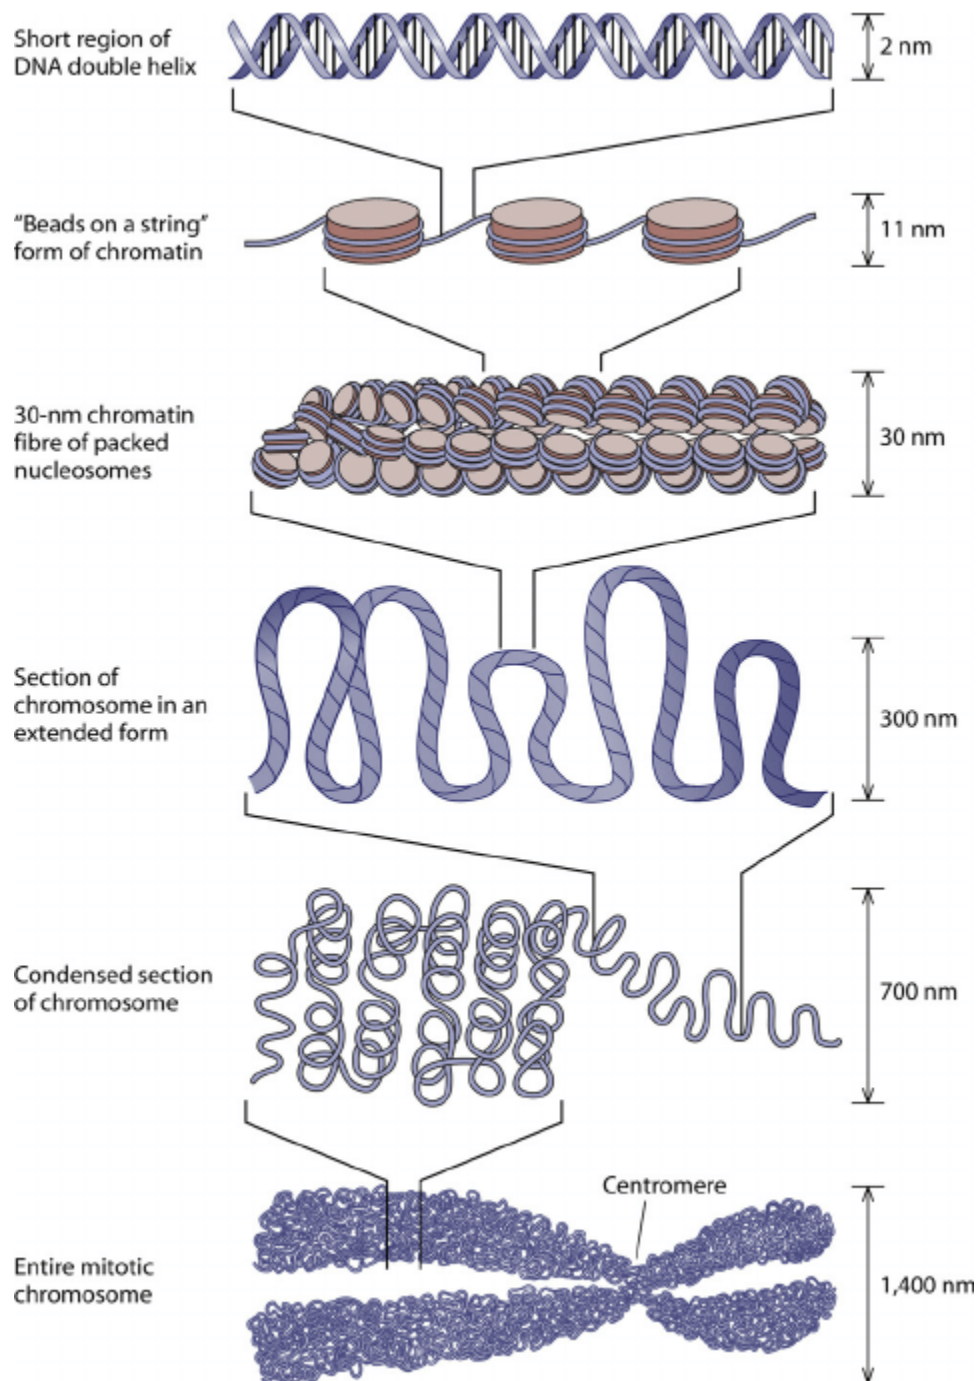 Short region of
DNA double helix
2 nm
“Beads on a string”
form of chromatin
11 nm
30-nm chromatin
fibre of packed
nucleosomes
30 nm
Section of
chromosome in an
extended form
300 nm
Condensed section
of chromosome
700 nm
Centromere
Entire mitotic
chromosome
1,400 nm